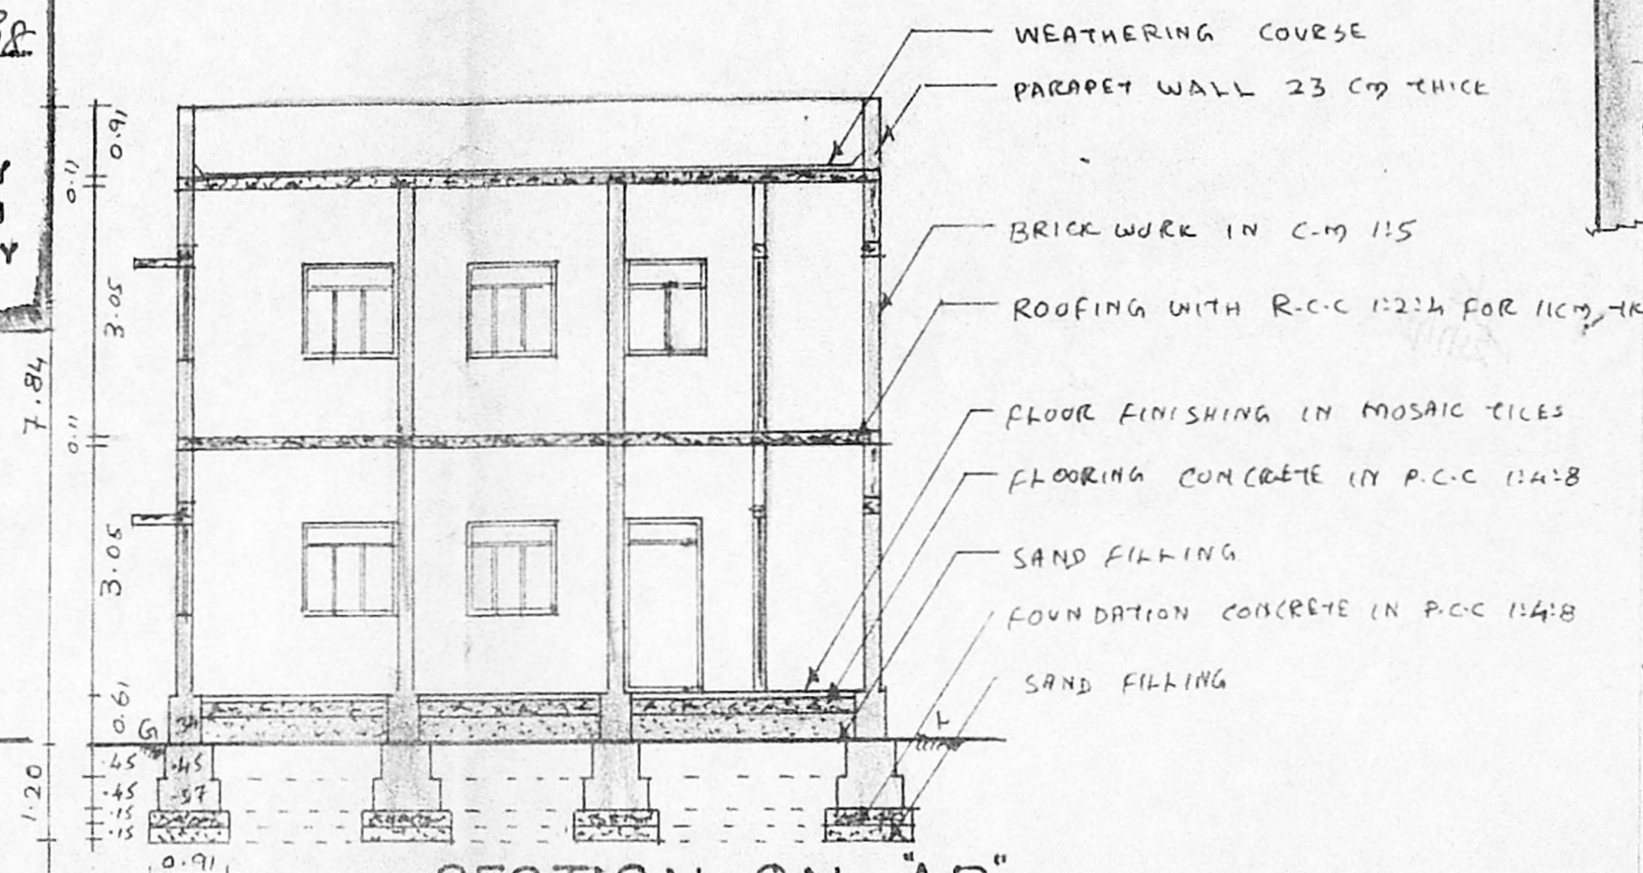 WEATHERING COURSE
PARAPET WALL 23 CM THICK
BRICK WORK IN C.M 1:5
ROOFING WITH R.C.C 1:2:4 FOR 11CM
FLOOR FINISHING IN MOSAIC TILES
FLOORING CONCRETE IN P.C.C 1:4:8
SAND FILLING
FOUNDATION CONCRETE IN P.C.C 1:4:8
SAND FILLING
0.91
0.11
3.05
7.84
0.11
3.05
0.61
G
L
1.20
.45
.45
.45
.57
.15
.15
0.91
SECTION ON "AB"